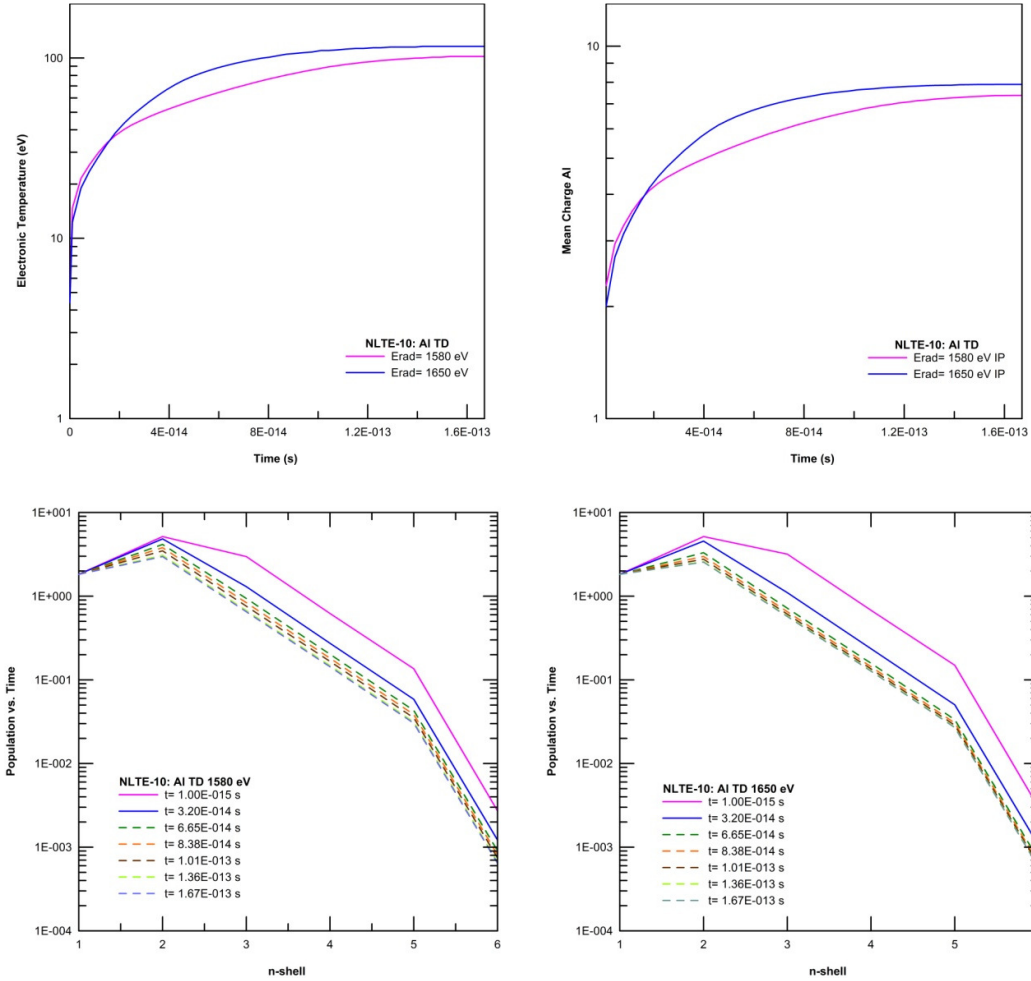 100
10
1
Electronic Temperature (eV)
NLTE-10: Al TD
Erad= 1580 eV
Erad= 1650 eV
0
4E-014
8E-014
1.2E-013
1.6E-013
Time (s)
10
1
Mean Charge Al
NLTE-10: Al TD
Erad= 1580 eV IP
Erad= 1650 eV IP
4E-014
8E-014
1.2E-013
1.6E-013
Time (s)
1E+001
1E+000
1E-001
1E-002
1E-003
1E-004
Population vs. Time
NLTE-10: Al TD 1580 eV
t= 1.00E-015 s
t= 3.20E-014 s
t= 6.65E-014 s
t= 8.38E-014 s
t= 1.01E-013 s
t= 1.36E-013 s
t= 1.67E-013 s
1
2
3
4
5
6
n-shell
1E+001
1E+000
1E-001
1E-002
1E-003
1E-004
Population vs. Time
NLTE-10: Al TD 1650 eV
t= 1.00E-015 s
t= 3.20E-014 s
t= 6.65E-014 s
t= 8.38E-014 s
t= 1.01E-013 s
t= 1.36E-013 s
t= 1.67E-013 s
1
2
3
4
5
n-shell